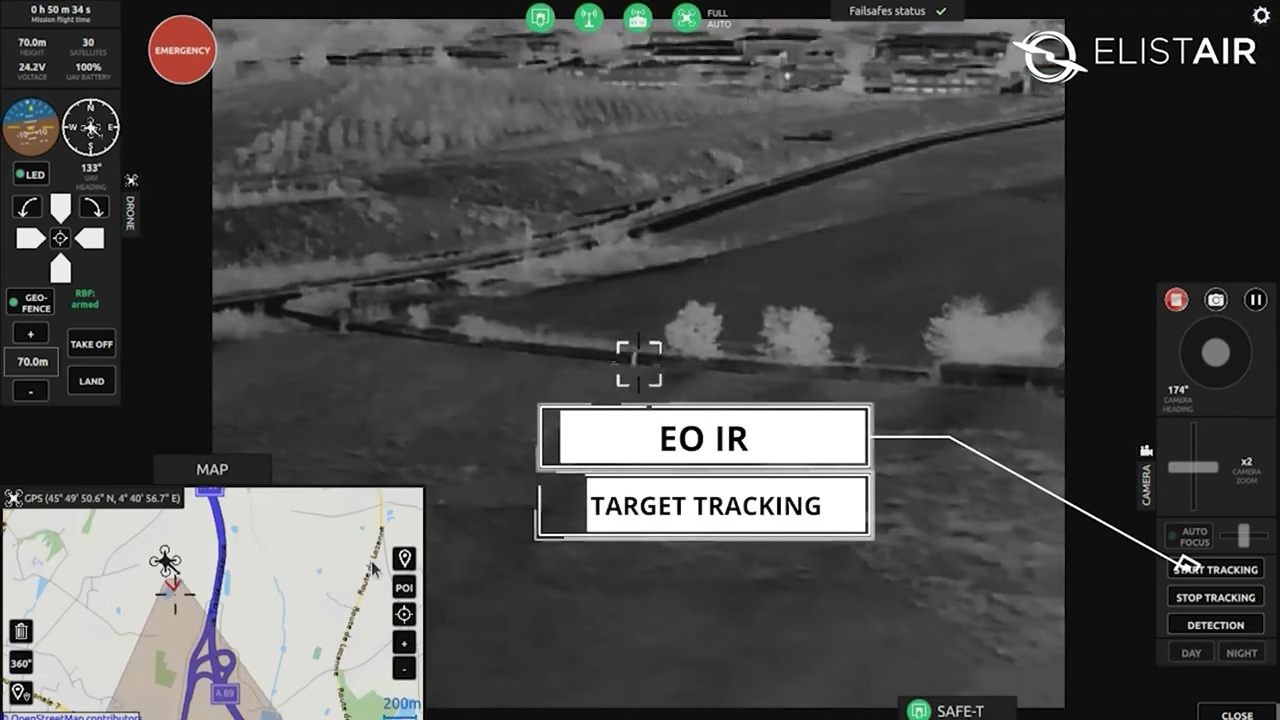 0 h 50 m 34 s
Mission flight time
70.0m
HEIGHT
30
SATELLITES
24.2V
VOLTAGE
100%
UAV BATTERY
EMERGENCY
FULL
AUTO
Failsafes status
ELISTAIR
N
W
E
S
LED
133°
UAV
HEADING
DRONE
GEO-
FENCE
RBF:
armed
+
70.0m
-
TAKE OFF
LAND
MAP
GPS (45° 49' 50.6" N, 4° 40' 56.7" E)
POI
+
-
360°
A 89
Route de Lozanne
200m
© OpenStreetMap contributors
EO IR
TARGET TRACKING
174°
CAMERA
HEADING
CAMERA
x2
CAMERA
ZOOM
AUTO
FOCUS
START TRACKING
STOP TRACKING
DETECTION
DAY
NIGHT
SAFE-T
CLOSE